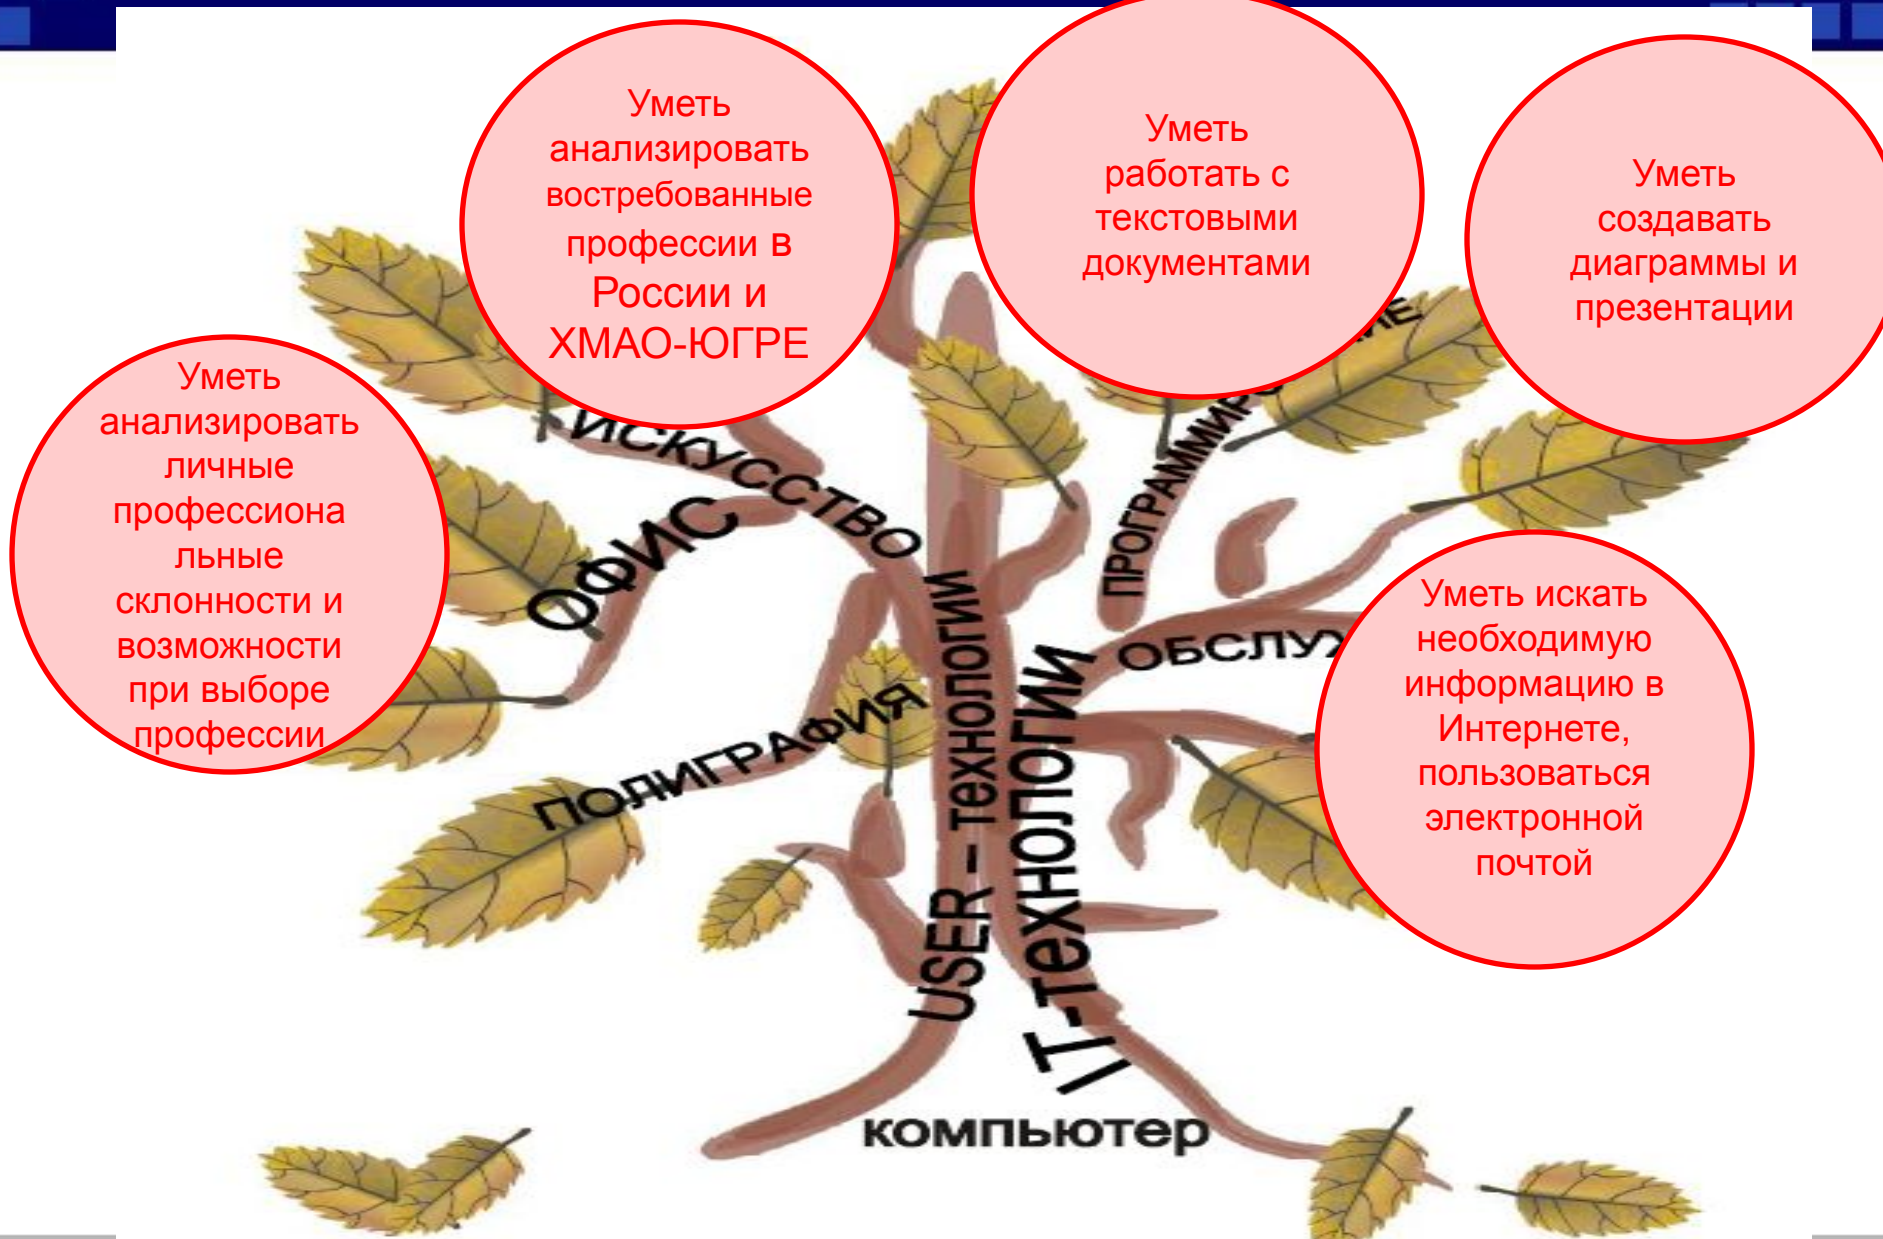 Уметь
анализировать
востребованные
профессии в
России и
ХМАО-ЮГРЕ
Уметь
работать с
текстовыми
документами
Уметь
создавать
диаграммы и
презентации
Уметь
анализировать
личные
профессиона
льные
склонности и
возможности
при выборе
профессии
Уметь искать
необходимую
информацию в
Интернете,
пользоваться
электронной
почтой
ИСКУССТВО
ОФИС
ПОЛИГРАФИЯ
USER – технологии
IT-технологии
компьютер